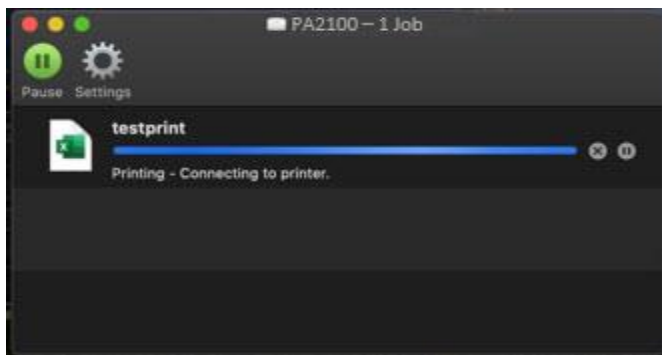 PA2100 – 1 Job
Pause Settings
testprint
Printing - Connecting to printer.